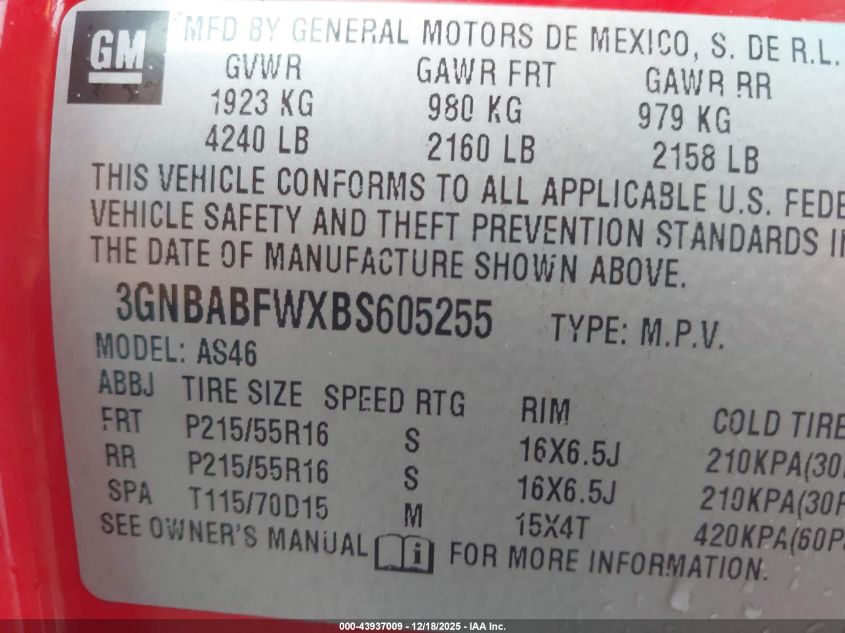 GM
MFD BY GENERAL MOTORS DE MEXICO, S. DE R.L.
GVWR GAWR FRT GAWR RR
1923 KG 980 KG 979 KG
4240 LB 2160 LB 2158 LB
THIS VEHICLE CONFORMS TO ALL APPLICABLE U.S. FEDE
VEHICLE SAFETY AND THEFT PREVENTION STANDARDS IN
THE DATE OF MANUFACTURE SHOWN ABOVE.
3GNBABFWXBS605255 TYPE: M.P.V.
MODEL: AS46
ABBJ TIRE SIZE SPEED RTG RIM COLD TIRE
FRT P215/55R16 S 16X6.5J 210KPA(30
RR P215/55R16 S 16X6.5J 210KPA(30P
SPA T115/70D15 M 15X4T 420KPA(60PS
SEE OWNER'S MANUAL i FOR MORE INFORMATION.
000-43937009 — 12/18/2025 - IAA Inc.